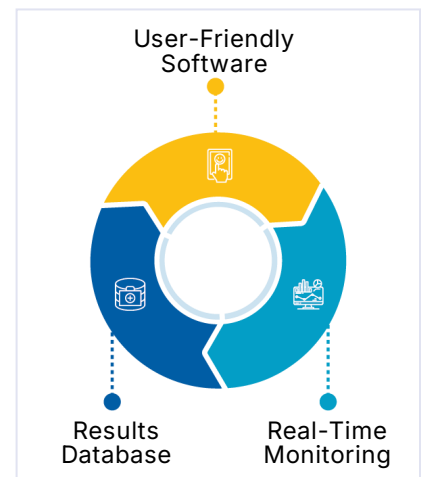 User-Friendly
Software
Results
Database
Real-Time
Monitoring